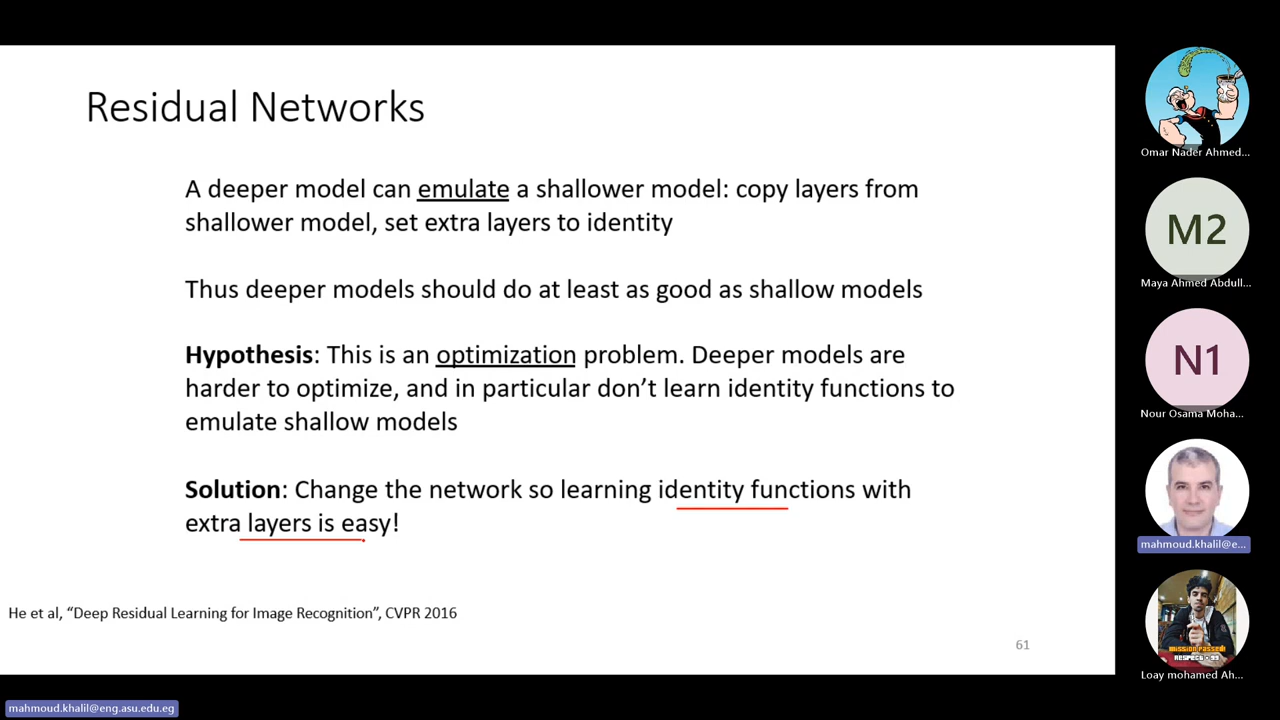 Residual Networks
A deeper model can emulate a shallower model: copy layers from
shallower model, set extra layers to identity
Thus deeper models should do at least as good as shallow models
Hypothesis: This is an optimization problem. Deeper models are
harder to optimize, and in particular don’t learn identity functions to
emulate shallow models
Solution: Change the network so learning identity functions with
extra layers is easy!
He et al, “Deep Residual Learning for Image Recognition”, CVPR 2016
61
Omar Nader Ahmed...
M2
Maya Ahmed Abdull...
N1
Nour Osama Moha...
mahmoud.khalil@e...
MISSION PASSED!
RESPECT + 99
Loay mohamed Ah...
mahmoud.khalil@eng.asu.edu.eg